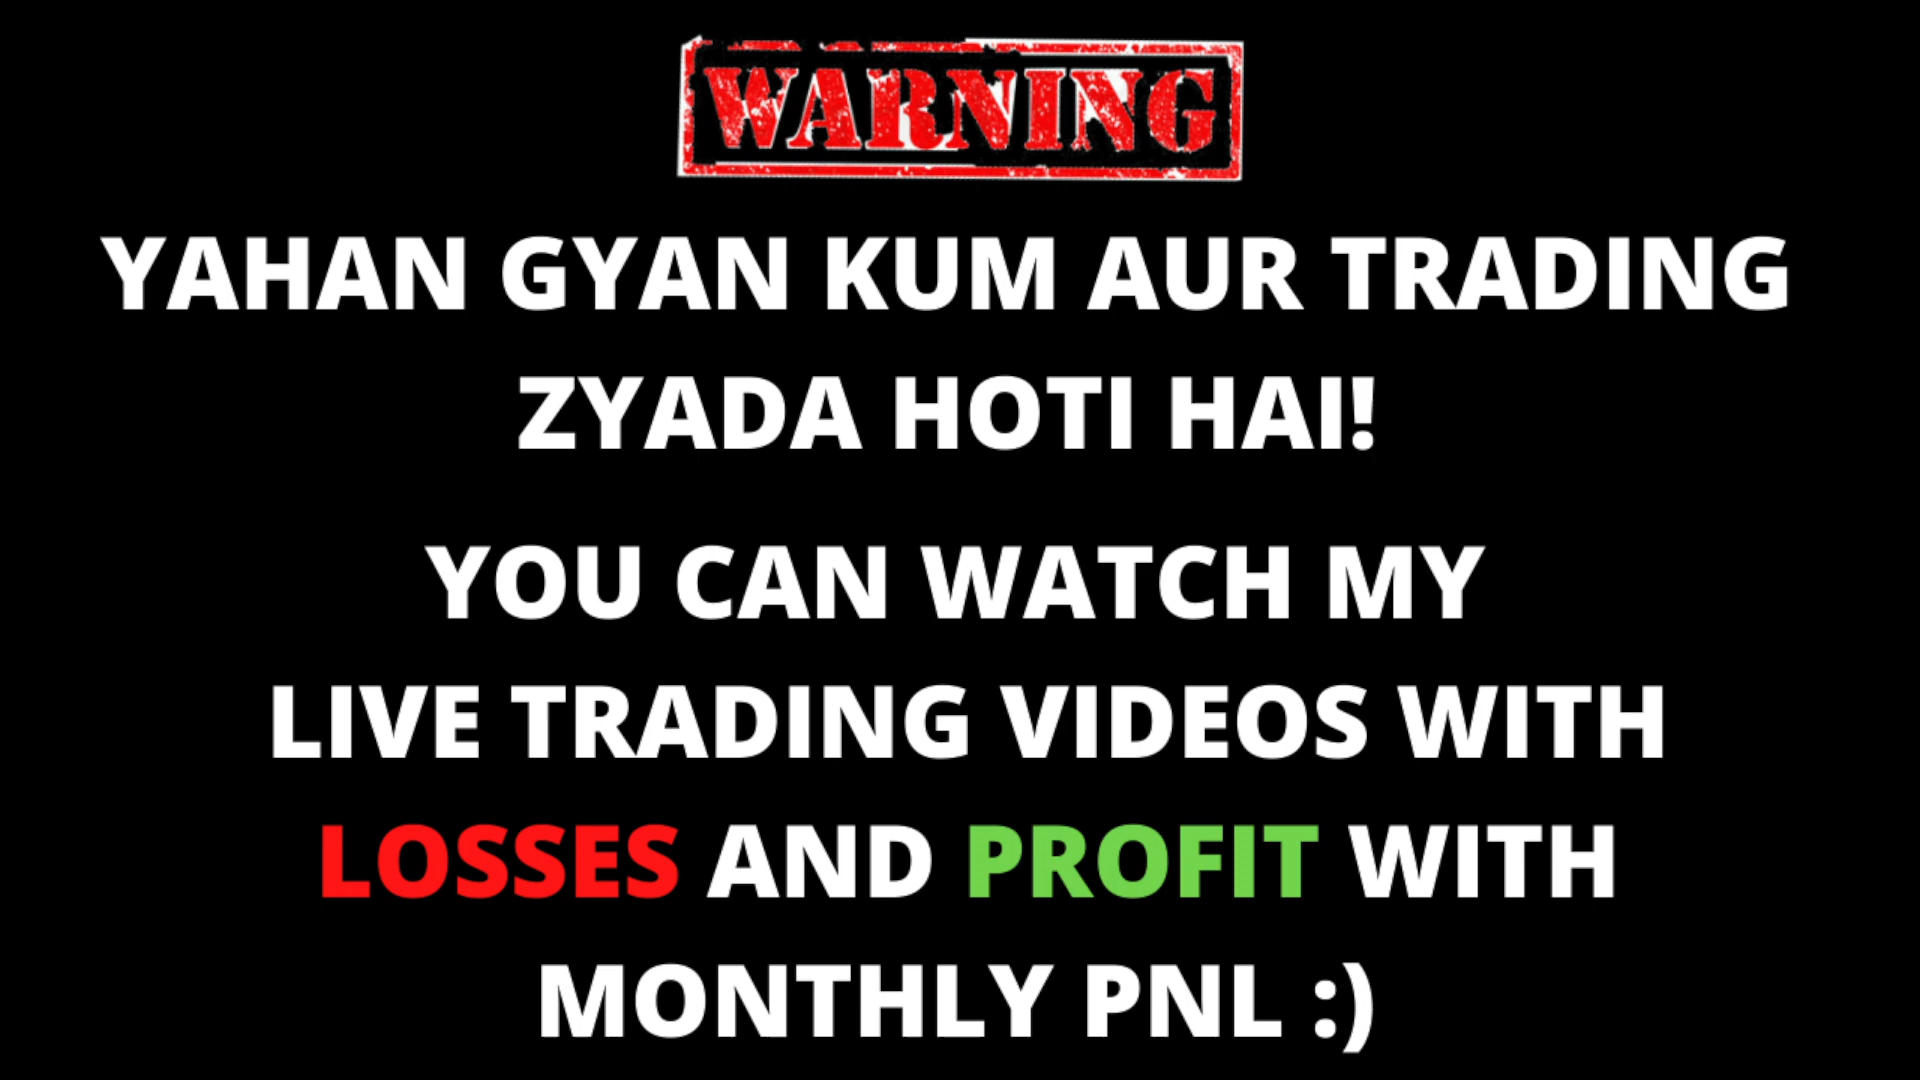 WARNING
YAHAN GYAN KUM AUR TRADING
ZYADA HOTI HAI!
YOU CAN WATCH MY
LIVE TRADING VIDEOS WITH
LOSSES AND PROFIT WITH
MONTHLY PNL :)